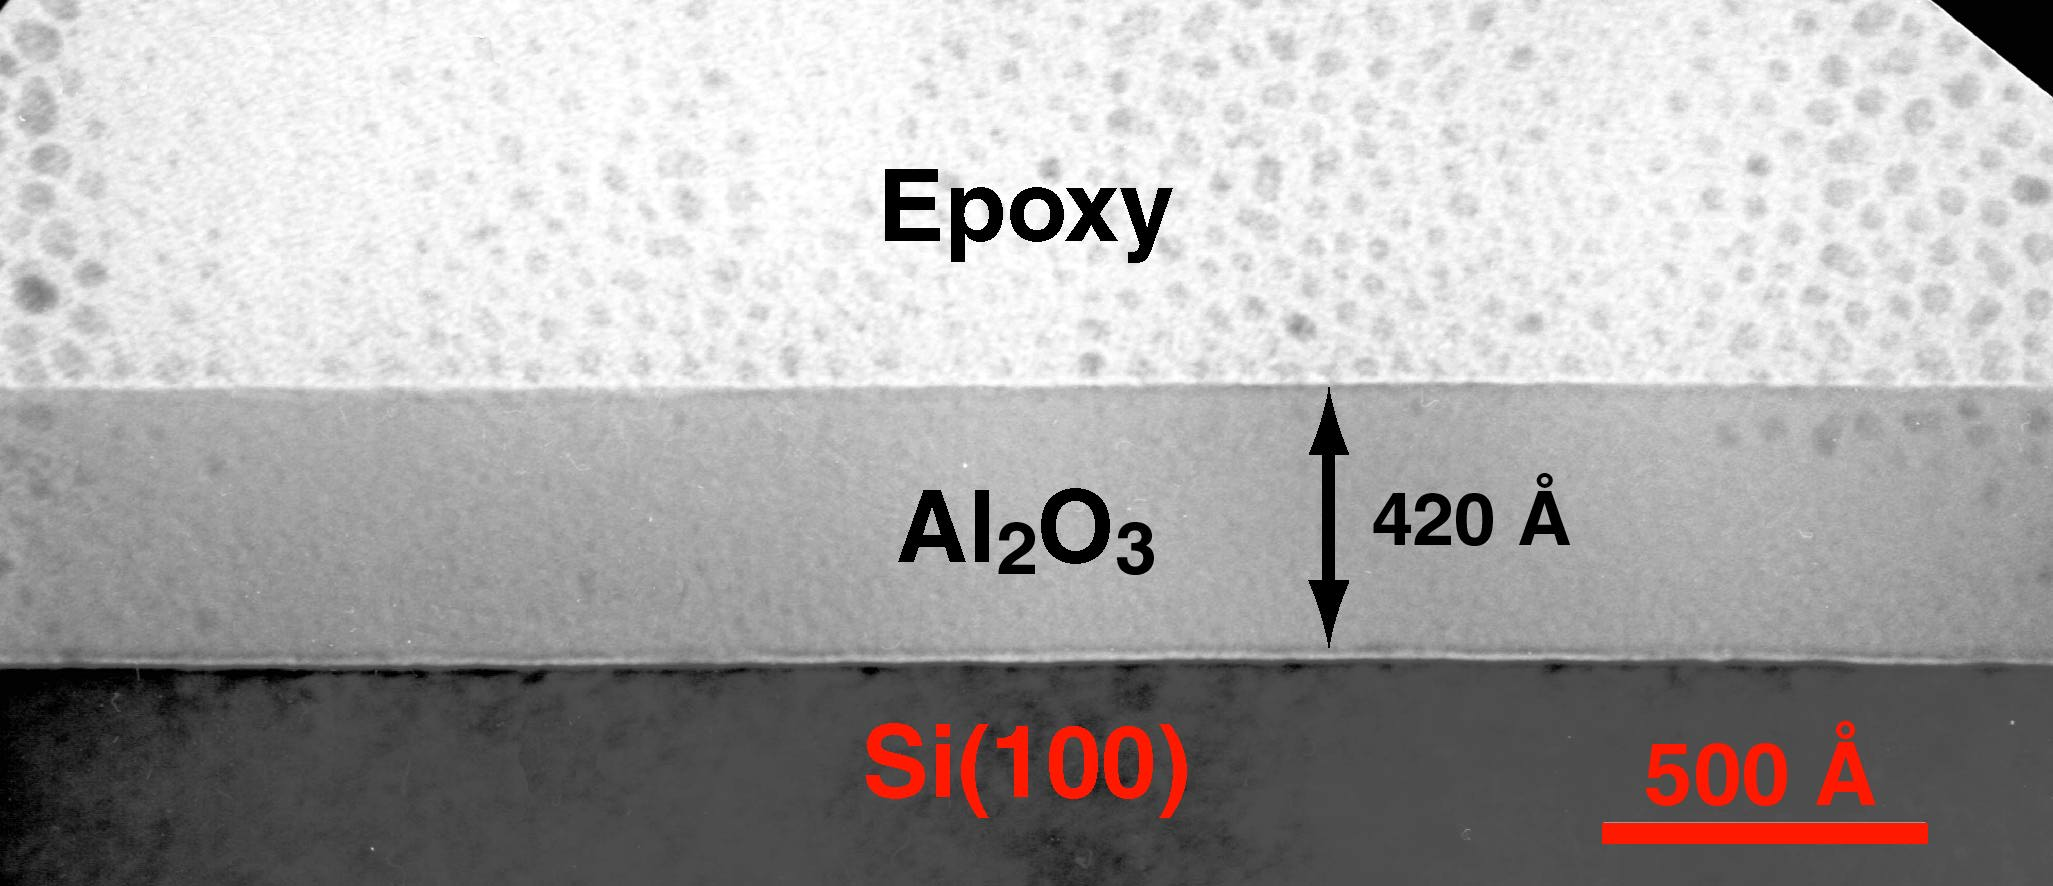 Epoxy
Al₂O₃
420 Å
Si(100)
500 Å